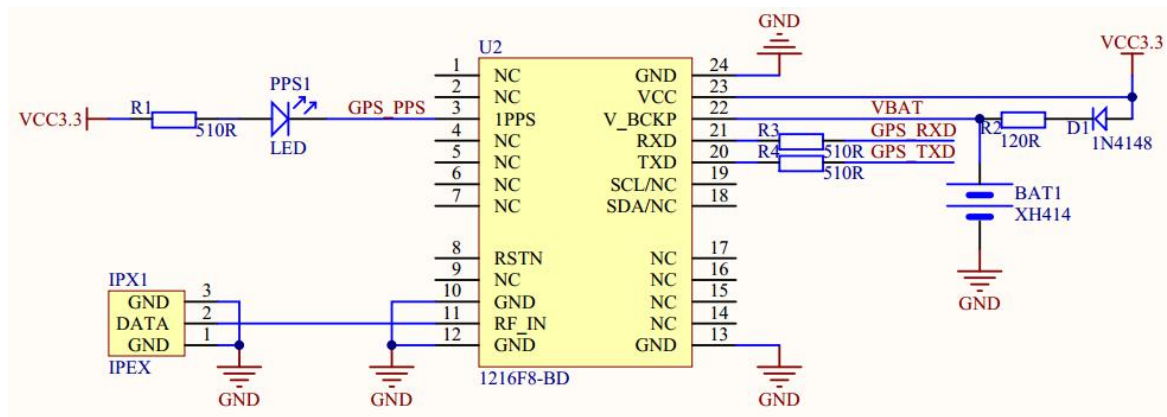 GND
U2
VCC3.3
1 NC GND 24
PPS1
2 NC VCC 23
VCC3.3 R1 510R GPS_PPS 3 1PPS V_BCKP 22 VBAT R2 120R D1 1N4148
LED
4 NC RXD 21 R3 510R GPS_RXD
5 NC TXD 20 R4 510R GPS_TXD
6 NC SCL/NC 19
7 NC SDA/NC 18
BAT1
XH414
8 RSTN NC 17
9 NC NC 16
IPX1
GND 3 10 GND NC 15
GND
DATA 2 11 RF_IN NC 14
GND 1 12 GND GND 13
IPEX
1216F8-BD
GND GND GND